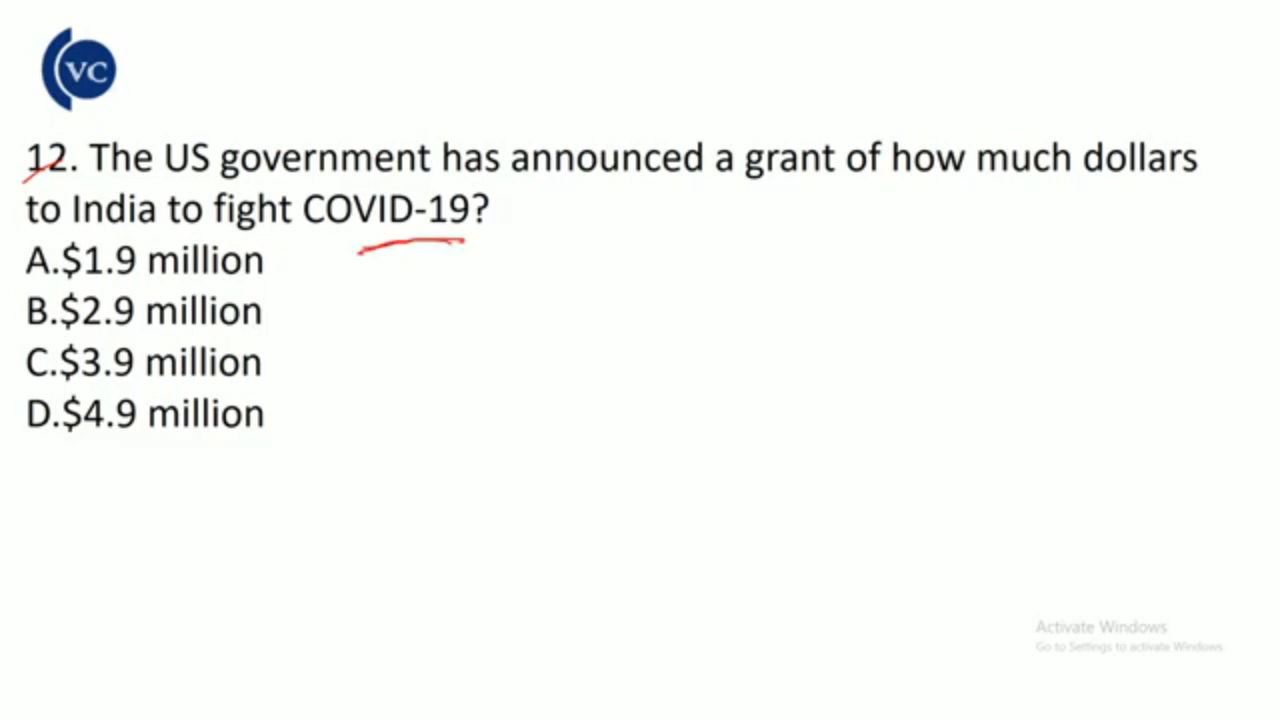 VC
12. The US government has announced a grant of how much dollars
to India to fight COVID-19?
A.$1.9 million
B.$2.9 million
C.$3.9 million
D.$4.9 million
Activate Windows
Go to Settings to activate Windows.